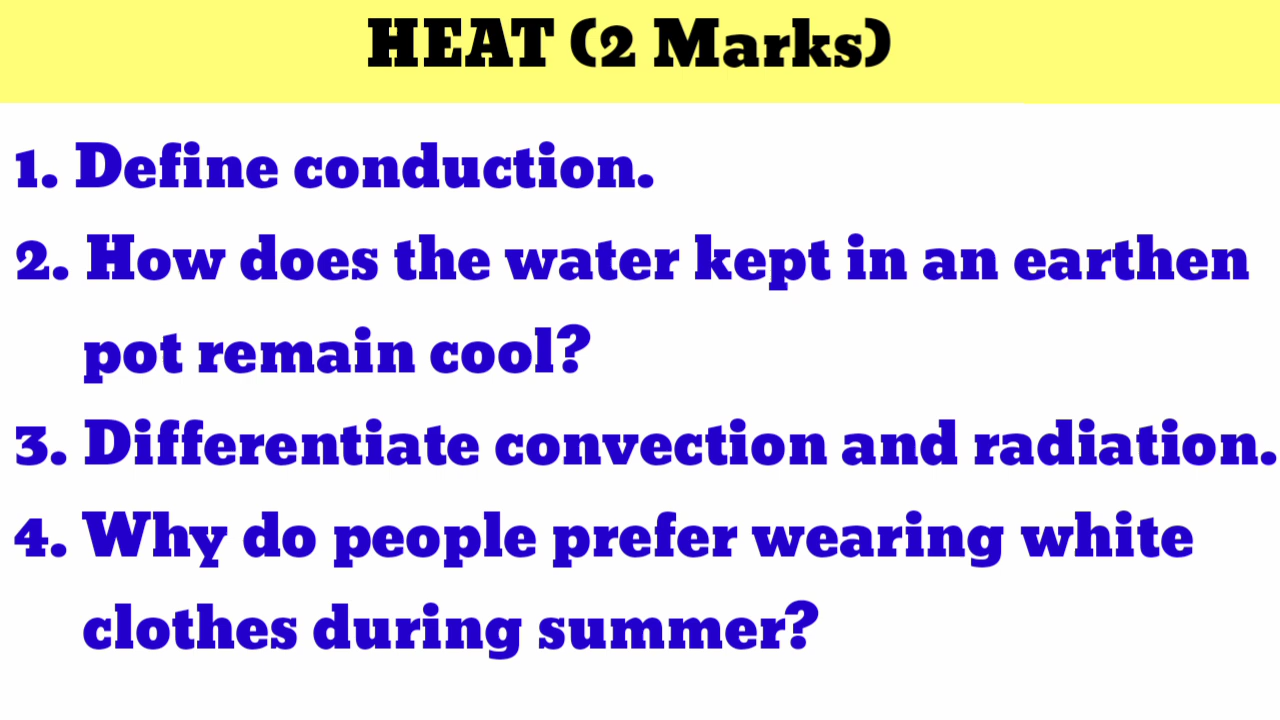 HEAT (2 Marks)
1. Define conduction.
2. How does the water kept in an earthen
pot remain cool?
3. Differentiate convection and radiation.
4. Why do people prefer wearing white
clothes during summer?